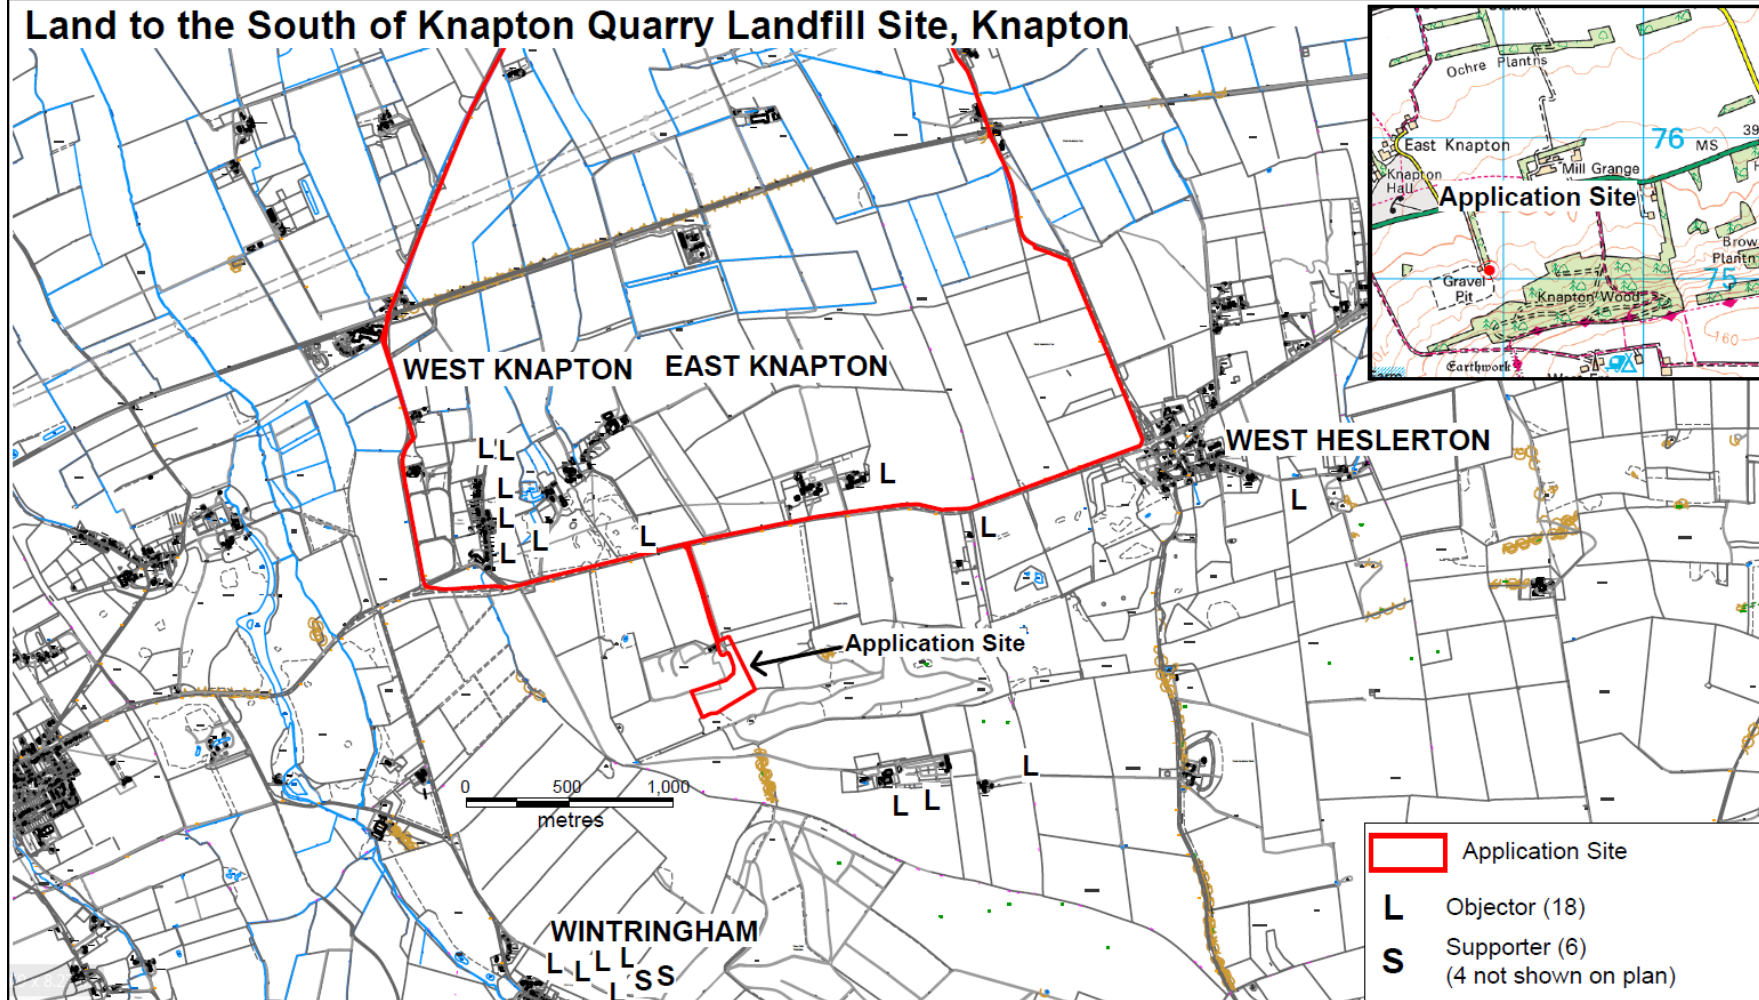 Land to the South of Knapton Quarry Landfill Site, Knapton
Ochre Plantns
76
MS
39
East Knapton
Mill Grange
Knapton
Hall
Application Site
Brow
Plantn
75
Gravel
Pit
Knapton Wood
160
Earthwork
WEST KNAPTON
EAST KNAPTON
WEST HESLERTON
L
L
L
L
L
L
L
L
L
L
L
Application Site
L
L
L
0 500 1,000
metres
WINTRINGHAM
L
L
L
L
S
S
L
Application Site
L Objector (18)
S Supporter (6)
(4 not shown on plan)